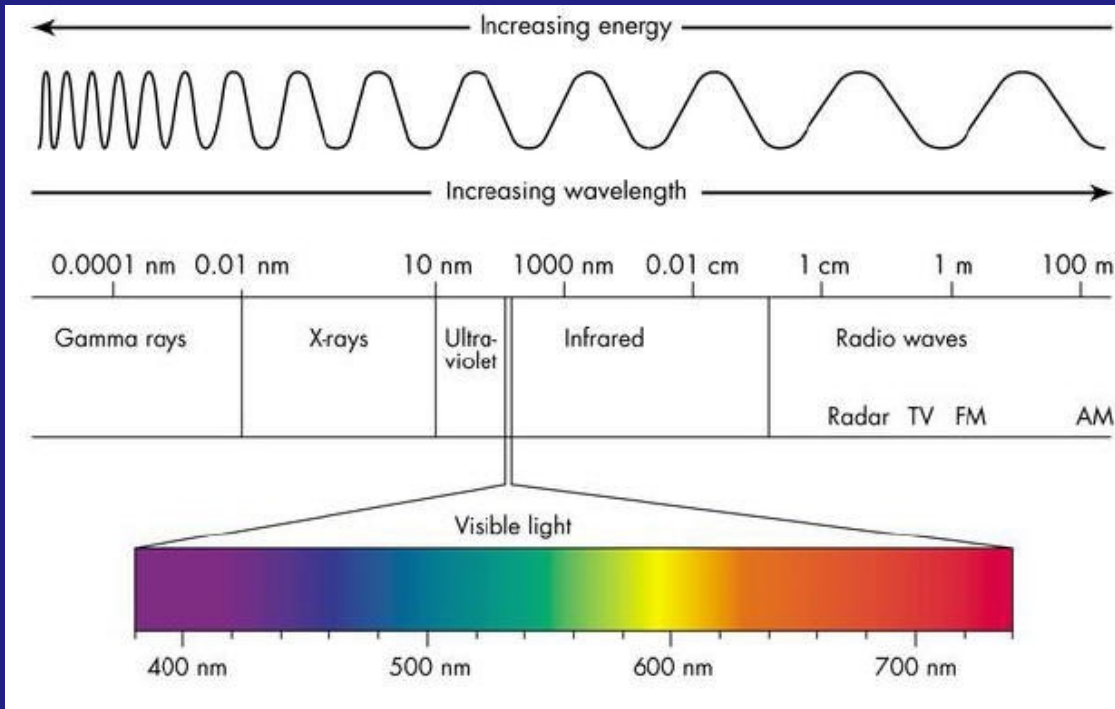 Increasing energy
Increasing wavelength
0.0001 nm 0.01 nm 10 nm 1000 nm 0.01 cm 1 cm 1 m 100 m
Gamma rays X-rays Ultra- Infrared Radio waves
violet
Radar TV FM AM
Visible light
400 nm 500 nm 600 nm 700 nm